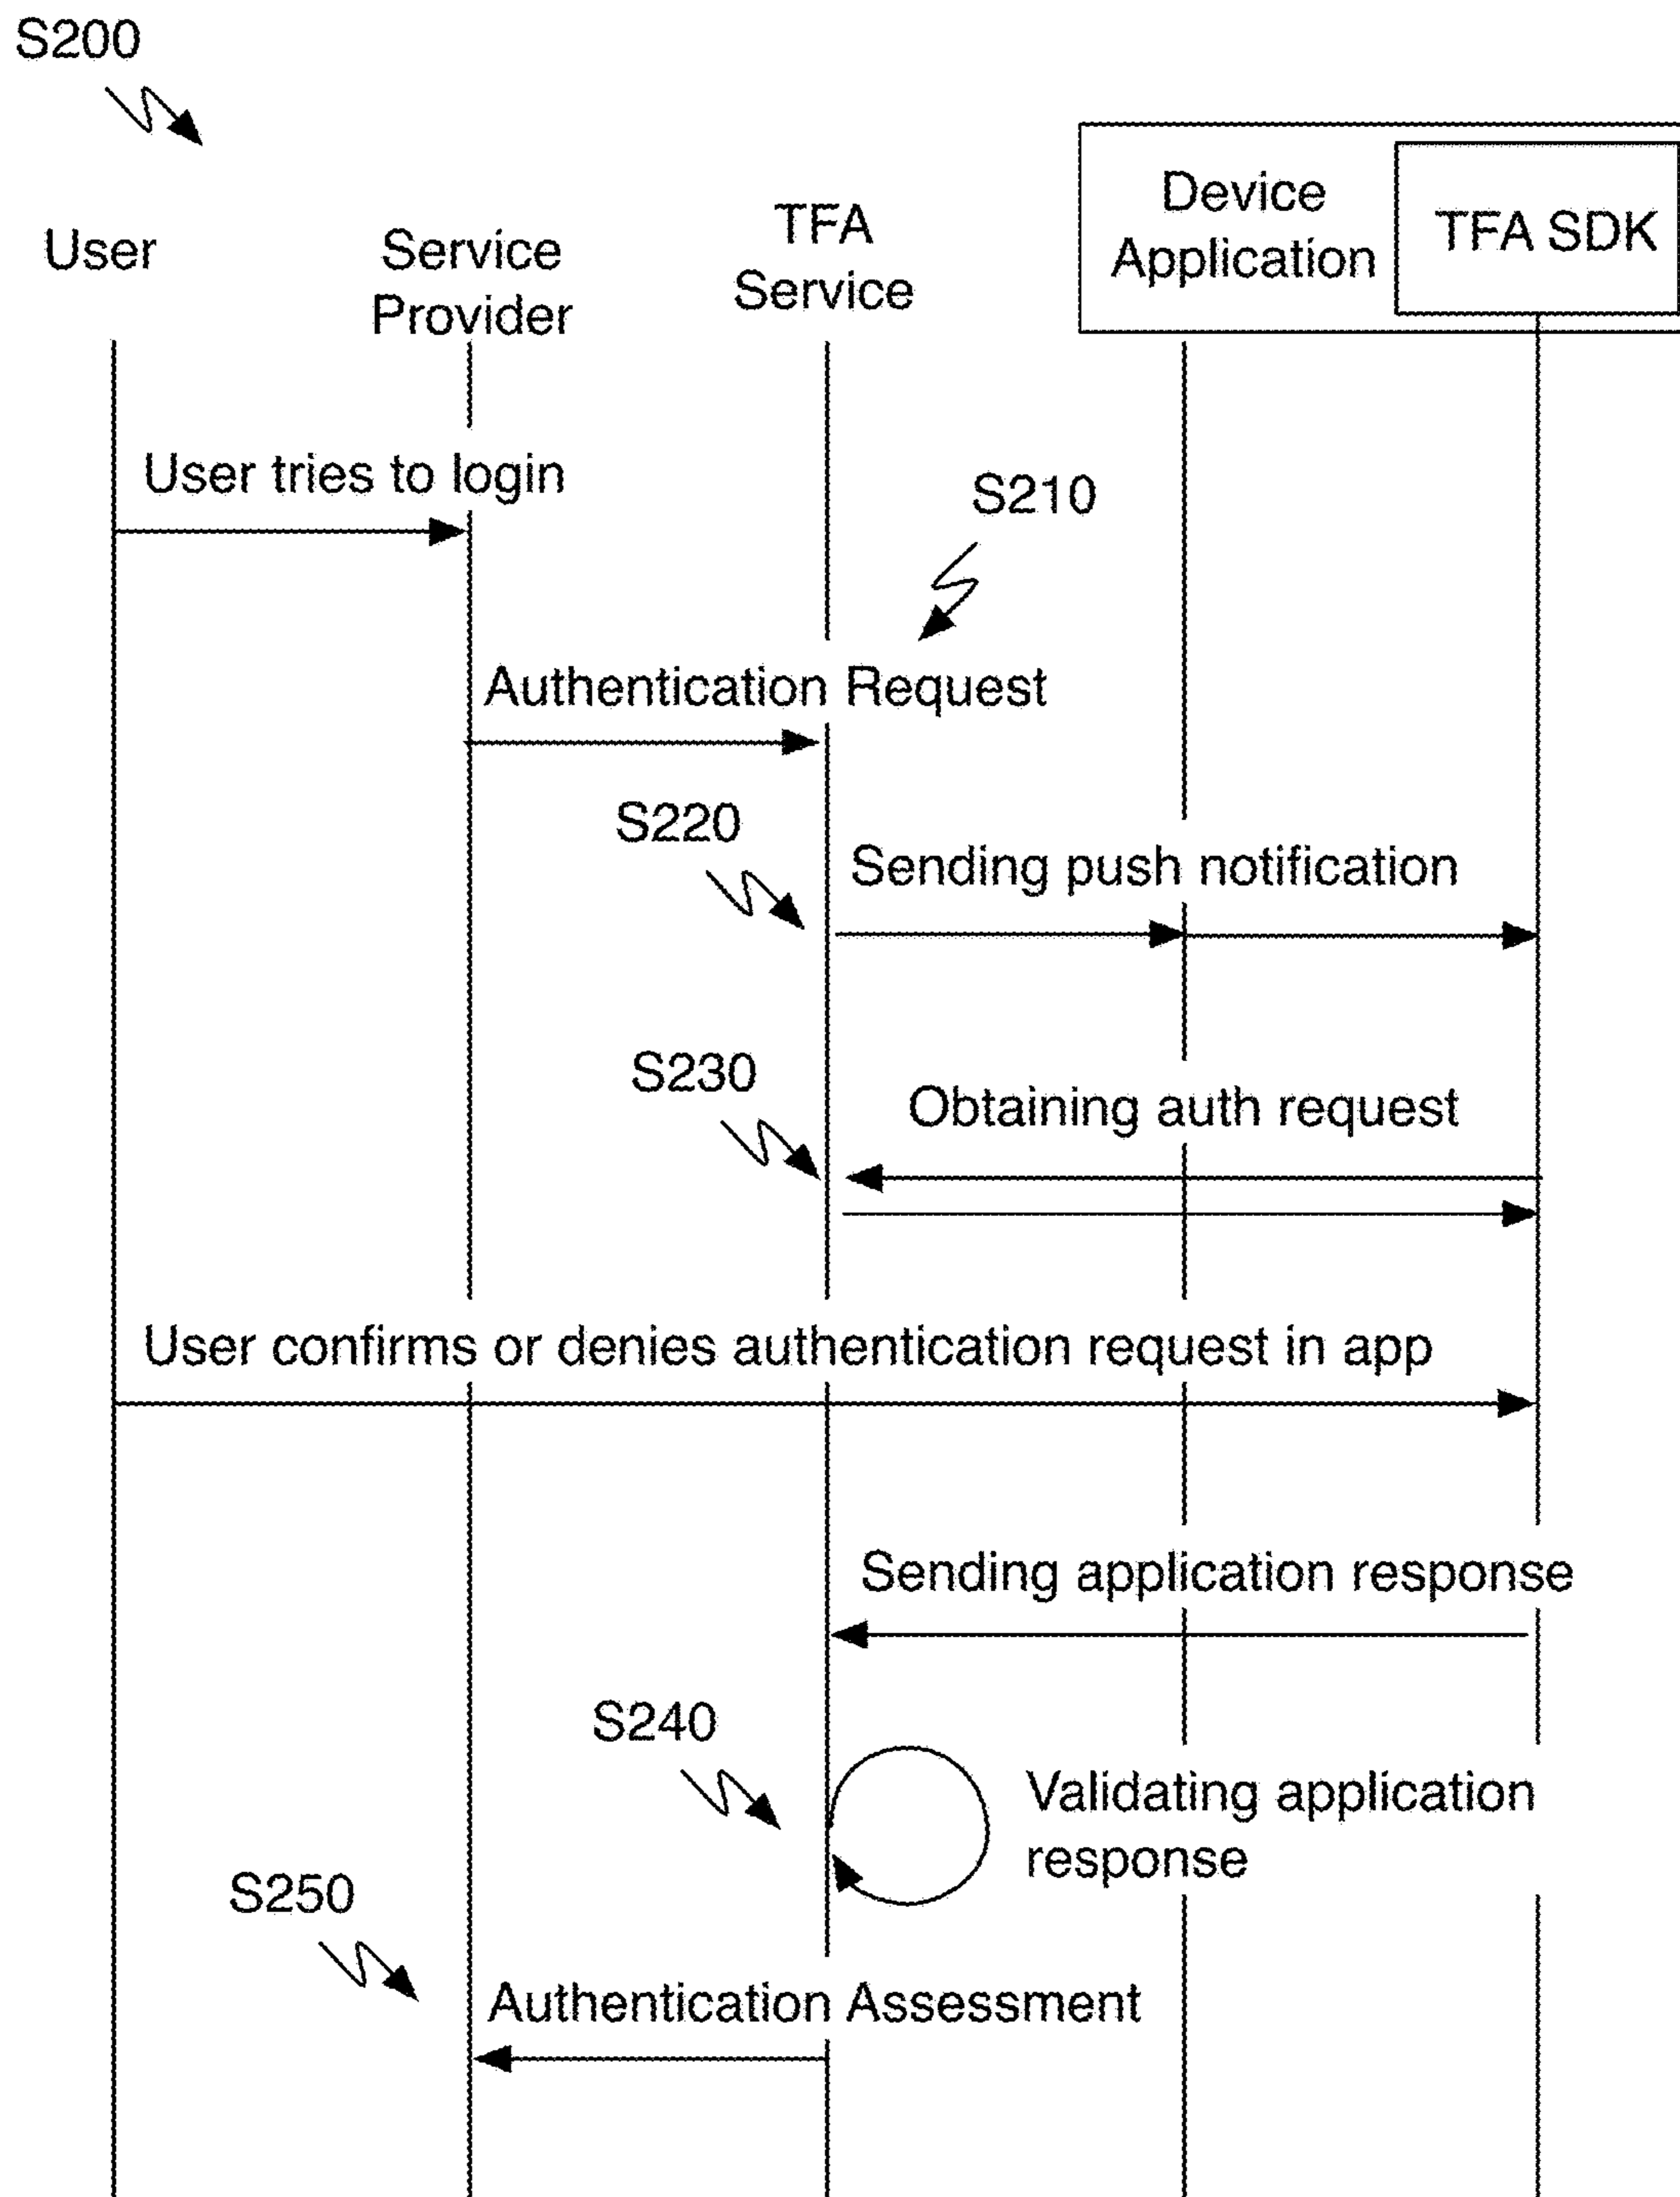 S200
User
Service
Provider
TFA
Service
Device
Application
TFA SDK
User tries to login
S210
Authentication Request
S220
Sending push notification
S230
Obtaining auth request
User confirms or denies authentication request in app
Sending application response
S240
Validating application
response
S250
Authentication Assessment